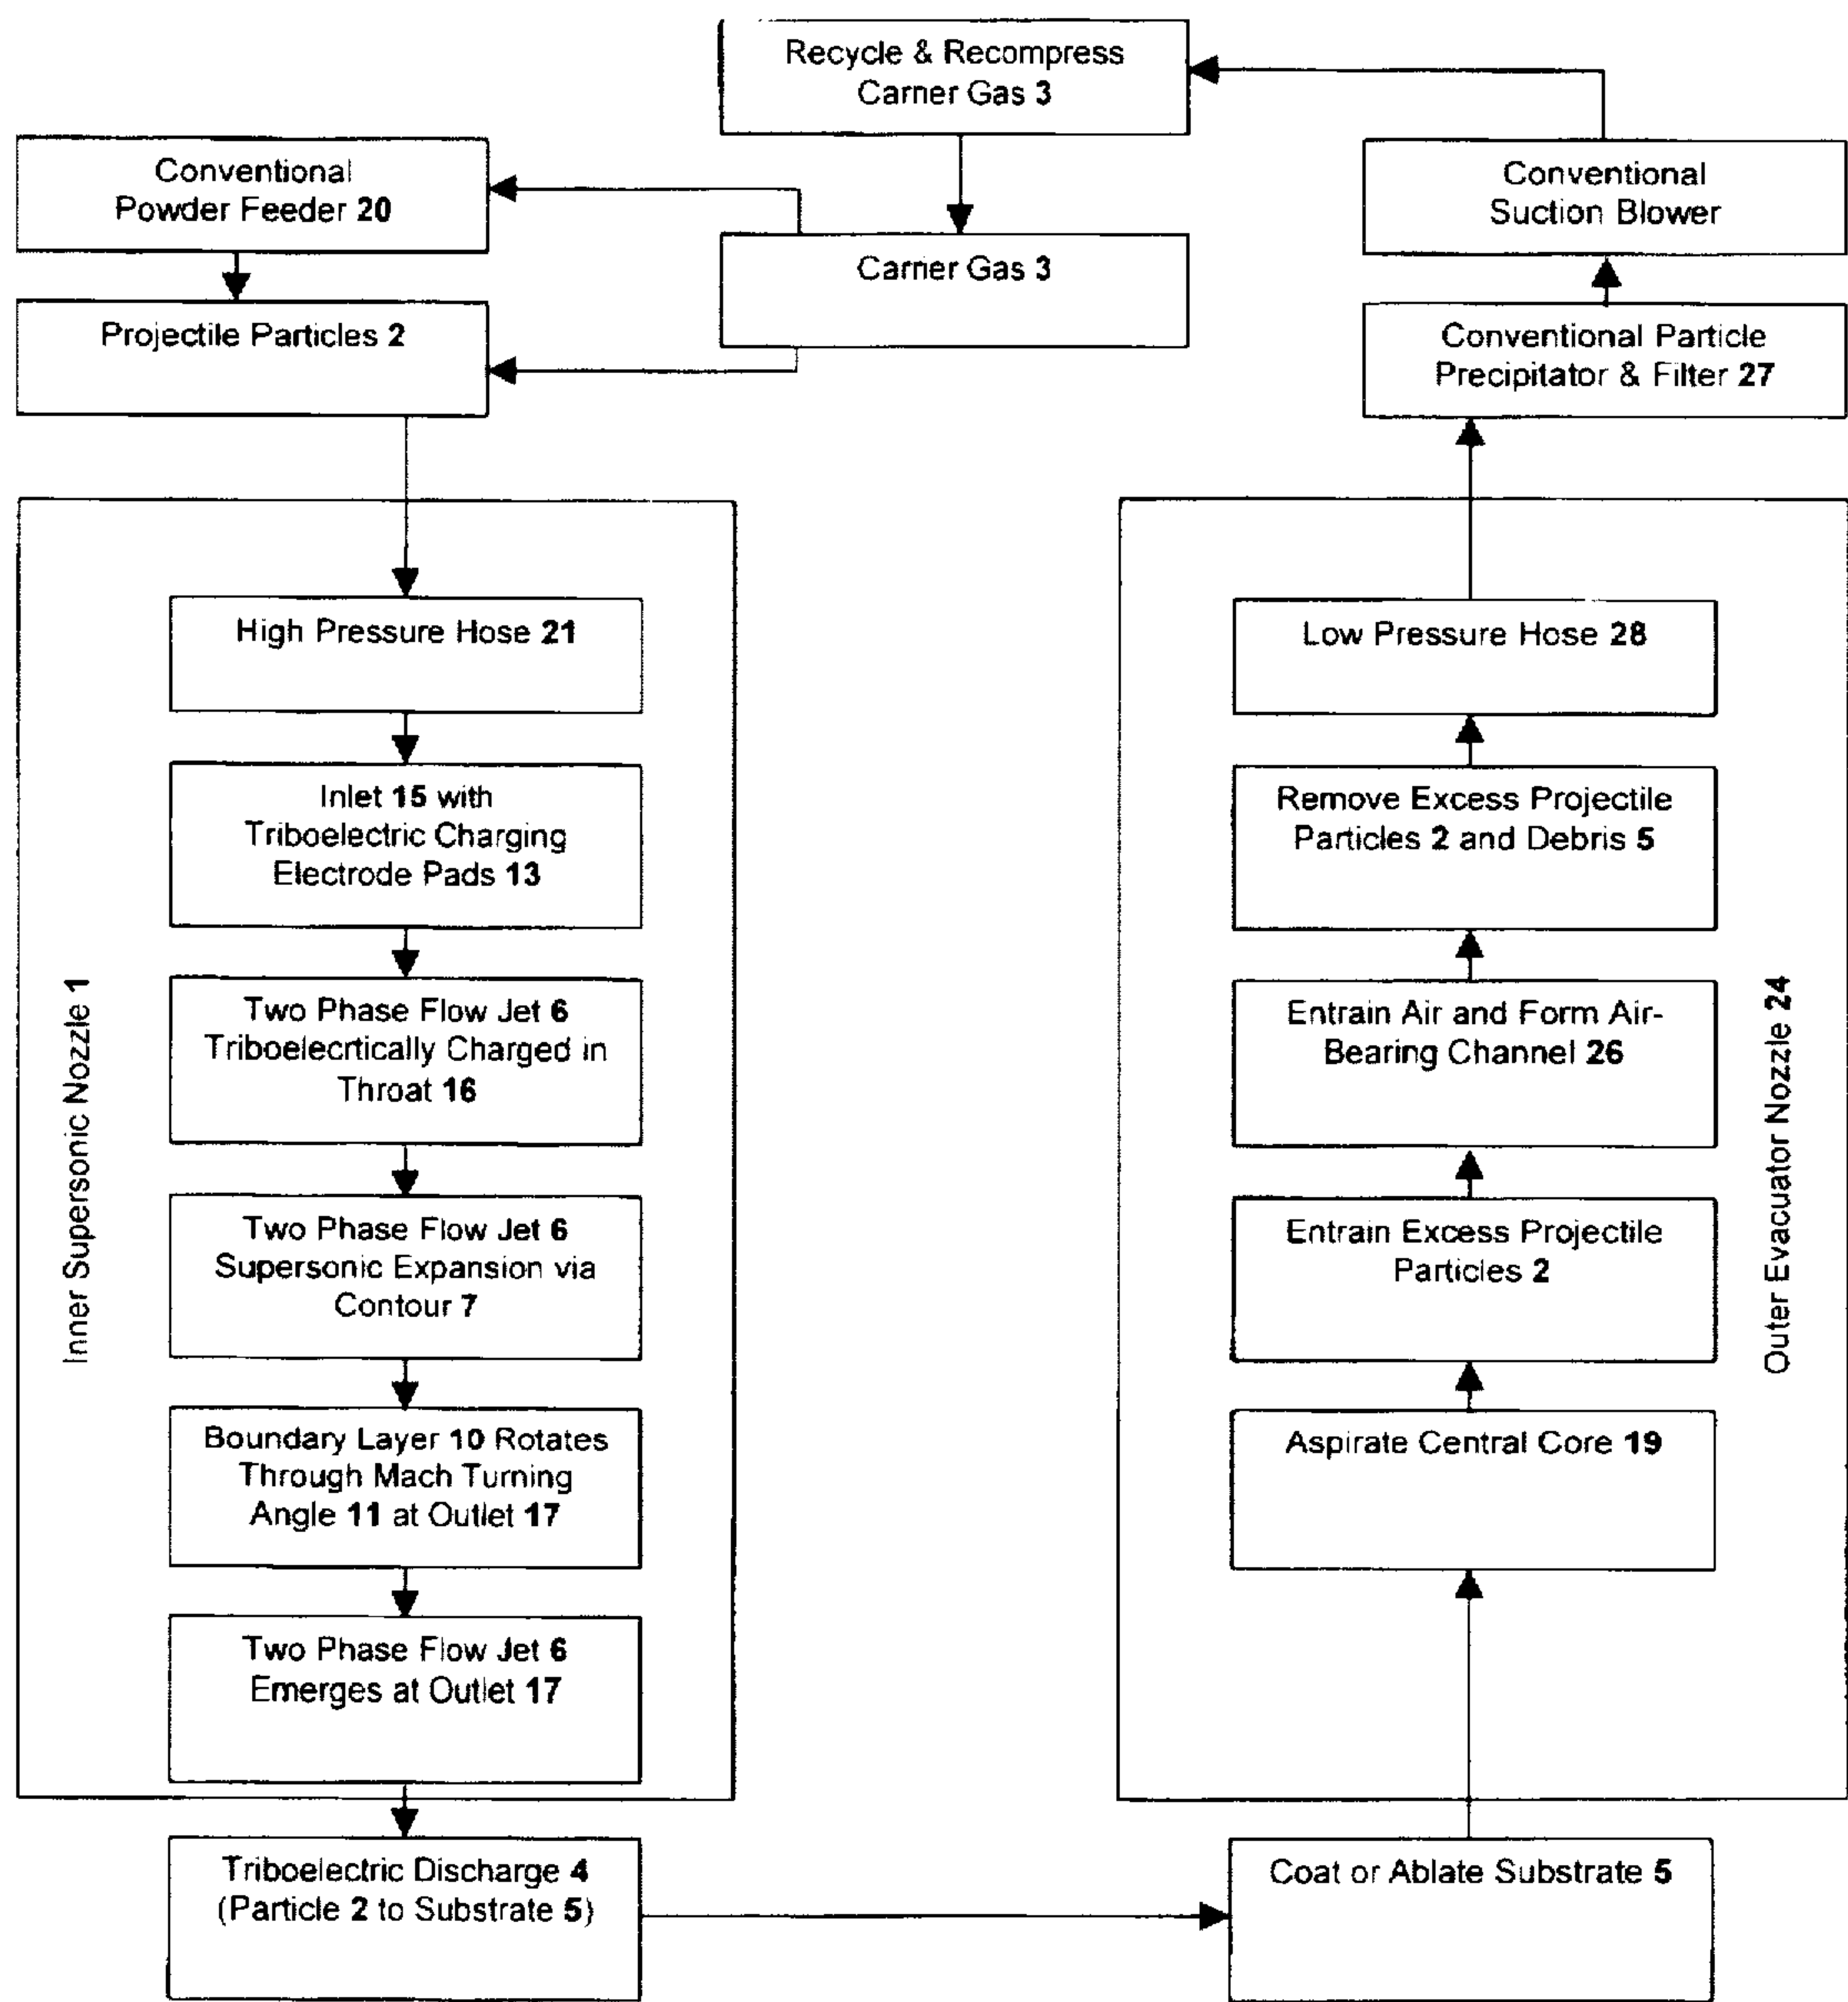 Recycle & Recompress
Carrier Gas 3
Conventional
Powder Feeder 20
Conventional
Suction Blower
Carrier Gas 3
Projectile Particles 2
Conventional Particle
Precipitator & Filter 27
Inner Supersonic Nozzle 1
High Pressure Hose 21
Inlet 15 with
Triboelectric Charging
Electrode Pads 13
Two Phase Flow Jet 6
Triboelecrtically Charged in
Throat 16
Two Phase Flow Jet 6
Supersonic Expansion via
Contour 7
Boundary Layer 10 Rotates
Through Mach Turning
Angle 11 at Outlet 17
Two Phase Flow Jet 6
Emerges at Outlet 17
Triboelectric Discharge 4
(Particle 2 to Substrate 5)
Coat or Ablate Substrate 5
Outer Evacuator Nozzle 24
Low Pressure Hose 28
Remove Excess Projectile
Particles 2 and Debris 5
Entrain Air and Form Air-
Bearing Channel 26
Entrain Excess Projectile
Particles 2
Aspirate Central Core 19